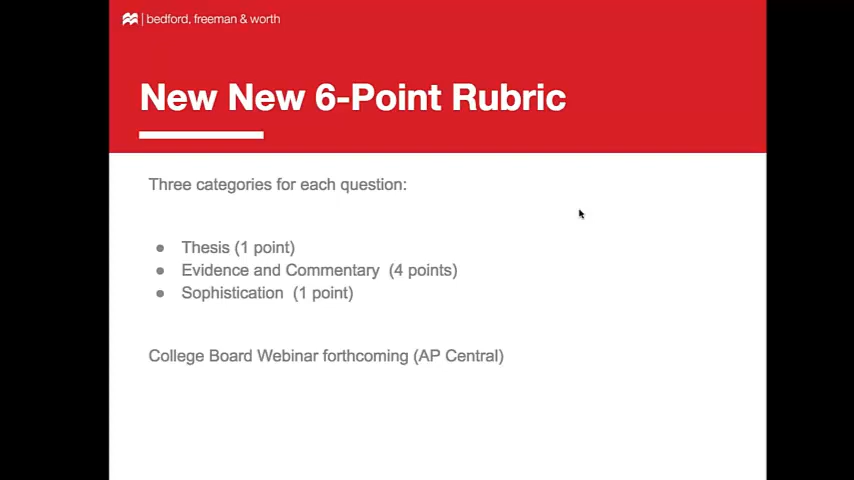 bedford, freeman & worth
New New 6-Point Rubric
Three categories for each question:
● Thesis (1 point)
● Evidence and Commentary (4 points)
● Sophistication (1 point)
College Board Webinar forthcoming (AP Central)